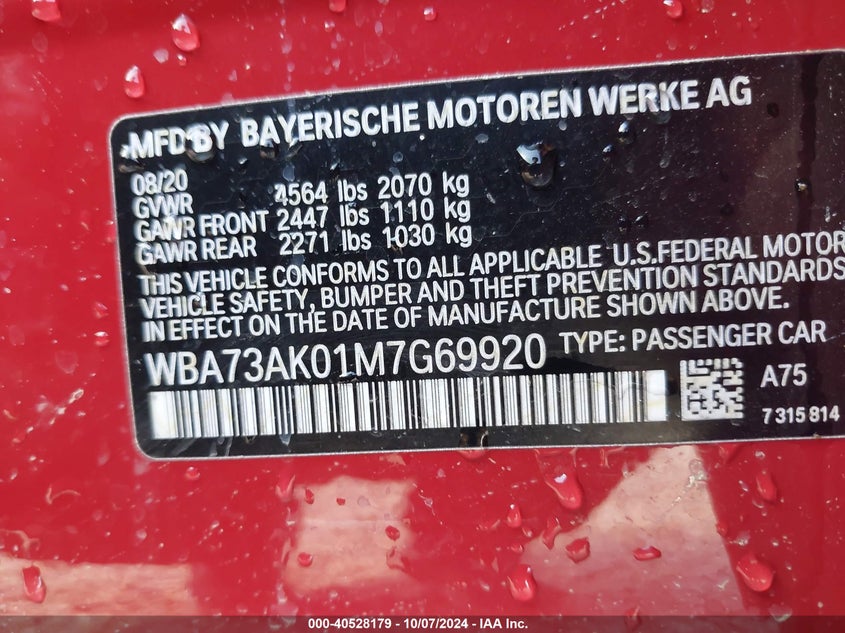 MFD BY BAYERISCHE MOTOREN WERKE AG
08/20
GVWR 4564 lbs 2070 kg
GAWR FRONT 2447 lbs 1110 kg
GAWR REAR 2271 lbs 1030 kg
THIS VEHICLE CONFORMS TO ALL APPLICABLE U.S.FEDERAL MOTOR
VEHICLE SAFETY, BUMPER AND THEFT PREVENTION STANDARDS
IN EFFECT ON THE DATE OF MANUFACTURE SHOWN ABOVE.
WBA73AK01M7G69920 TYPE: PASSENGER CAR
A75
7 315 814
000-40528179 - 10/07/2024 - IAA Inc.